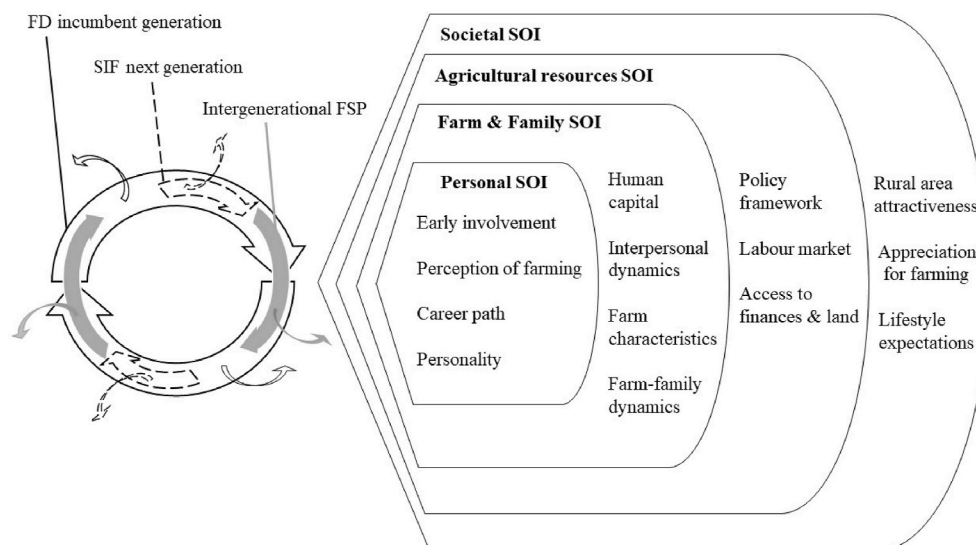 FD incumbent generation
SIF next generation
Intergenerational FSP
Societal SOI
Agricultural resources SOI
Farm & Family SOI
Personal SOI
Early involvement
Perception of farming
Career path
Personality
Human
capital
Interpersonal
dynamics
Farm
characteristics
Farm-family
dynamics
Policy
framework
Labour market
Access to
finances & land
Rural area
attractiveness
Appreciation
for farming
Lifestyle
expectations